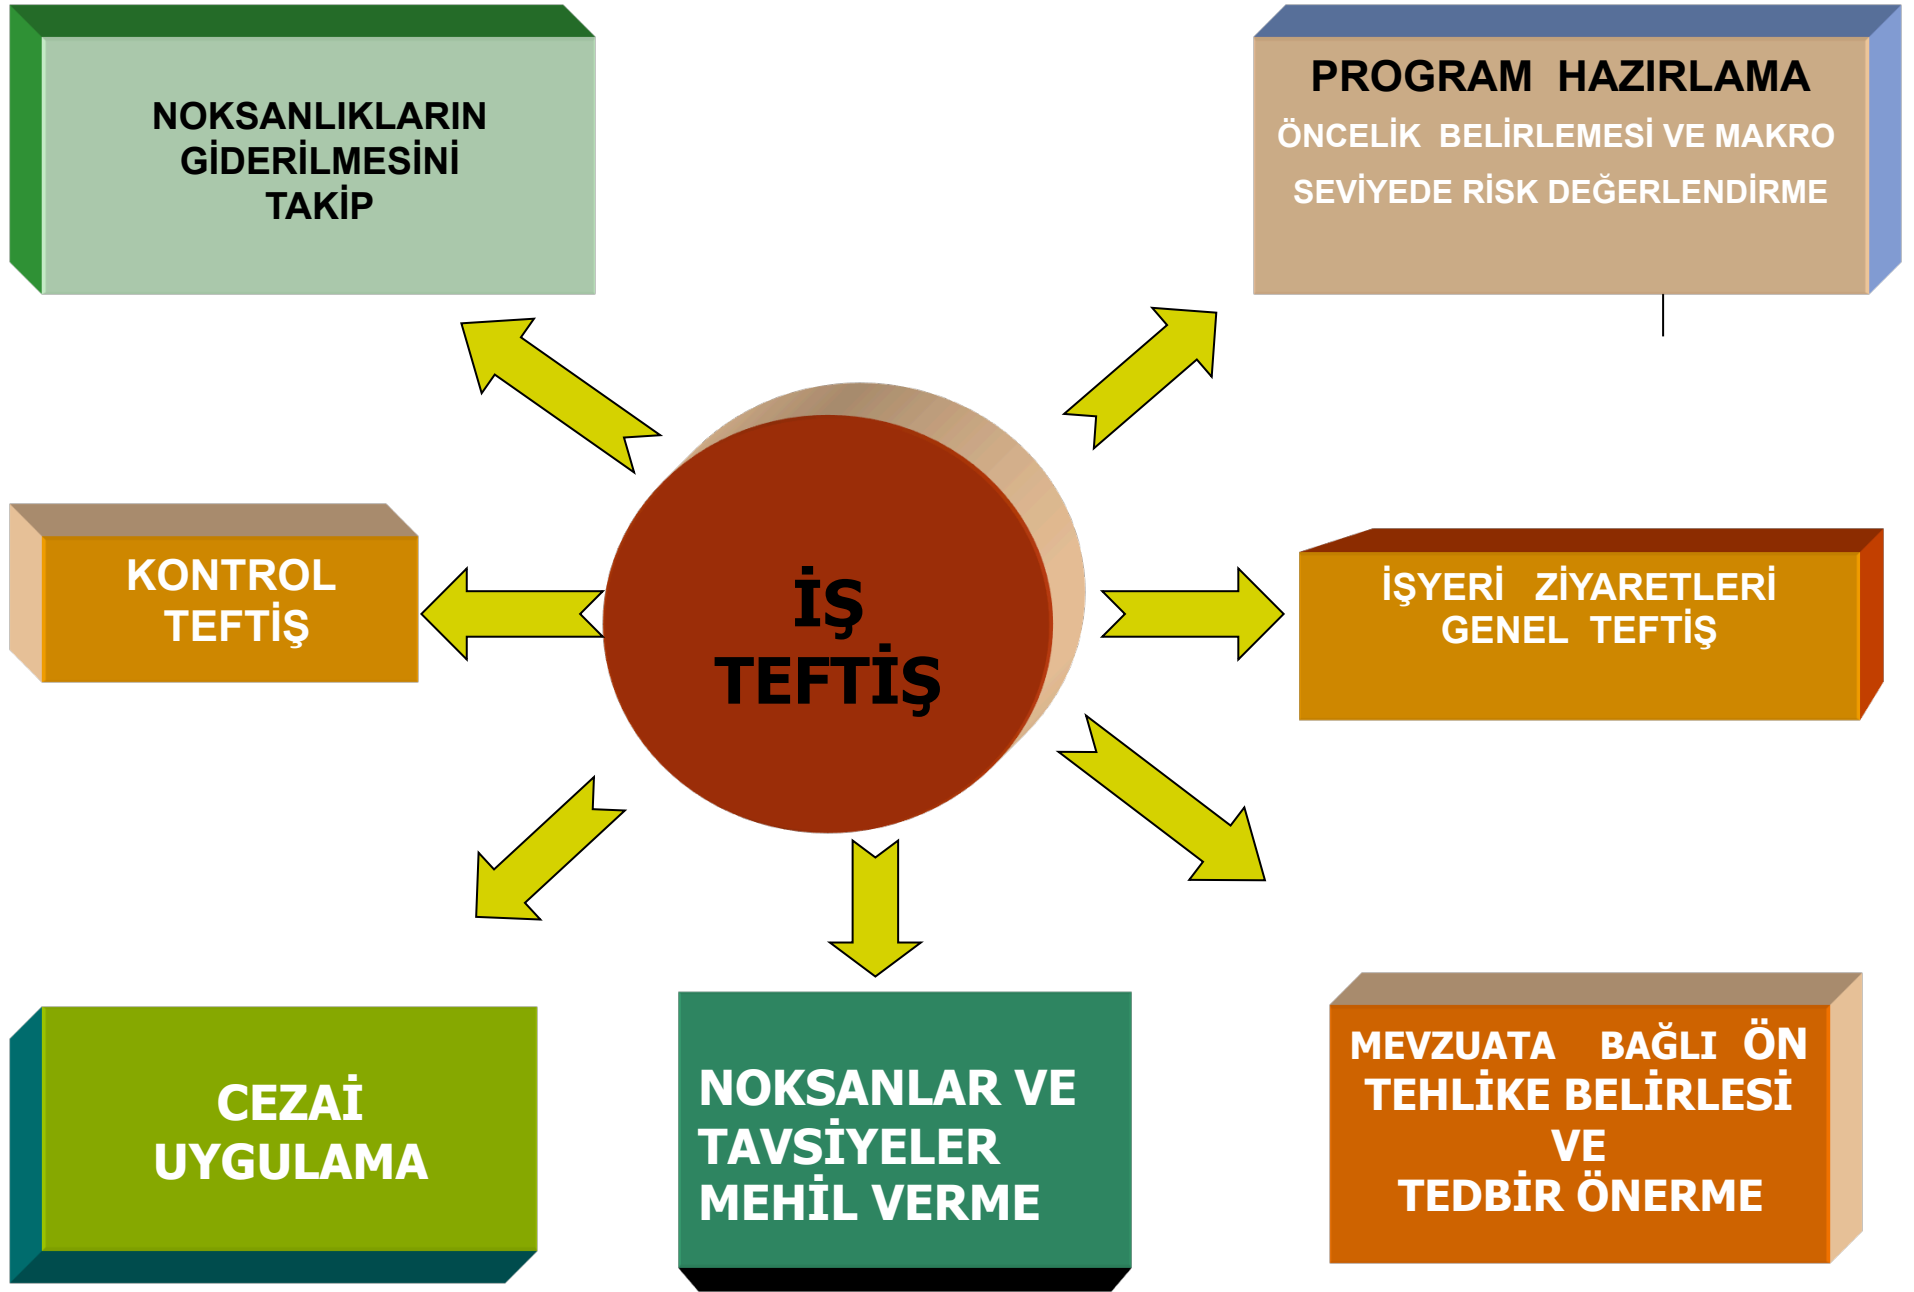 NOKSANLIKLARIN
GİDERİLMESİNİ
TAKİP
PROGRAM HAZIRLAMA
ÖNCELİK BELİRLEMESİ VE MAKRO
SEVİYEDE RİSK DEĞERLENDİRME
KONTROL
TEFTİŞ
İŞ
TEFTİŞ
İŞYERİ ZİYARETLERİ
GENEL TEFTİŞ
CEZAİ
UYGULAMA
NOKSANLAR VE
TAVSİYELER
MEHİL VERME
MEVZUATA BAĞLI ÖN
TEHLİKE BELİRLESİ
VE
TEDBİR ÖNERME